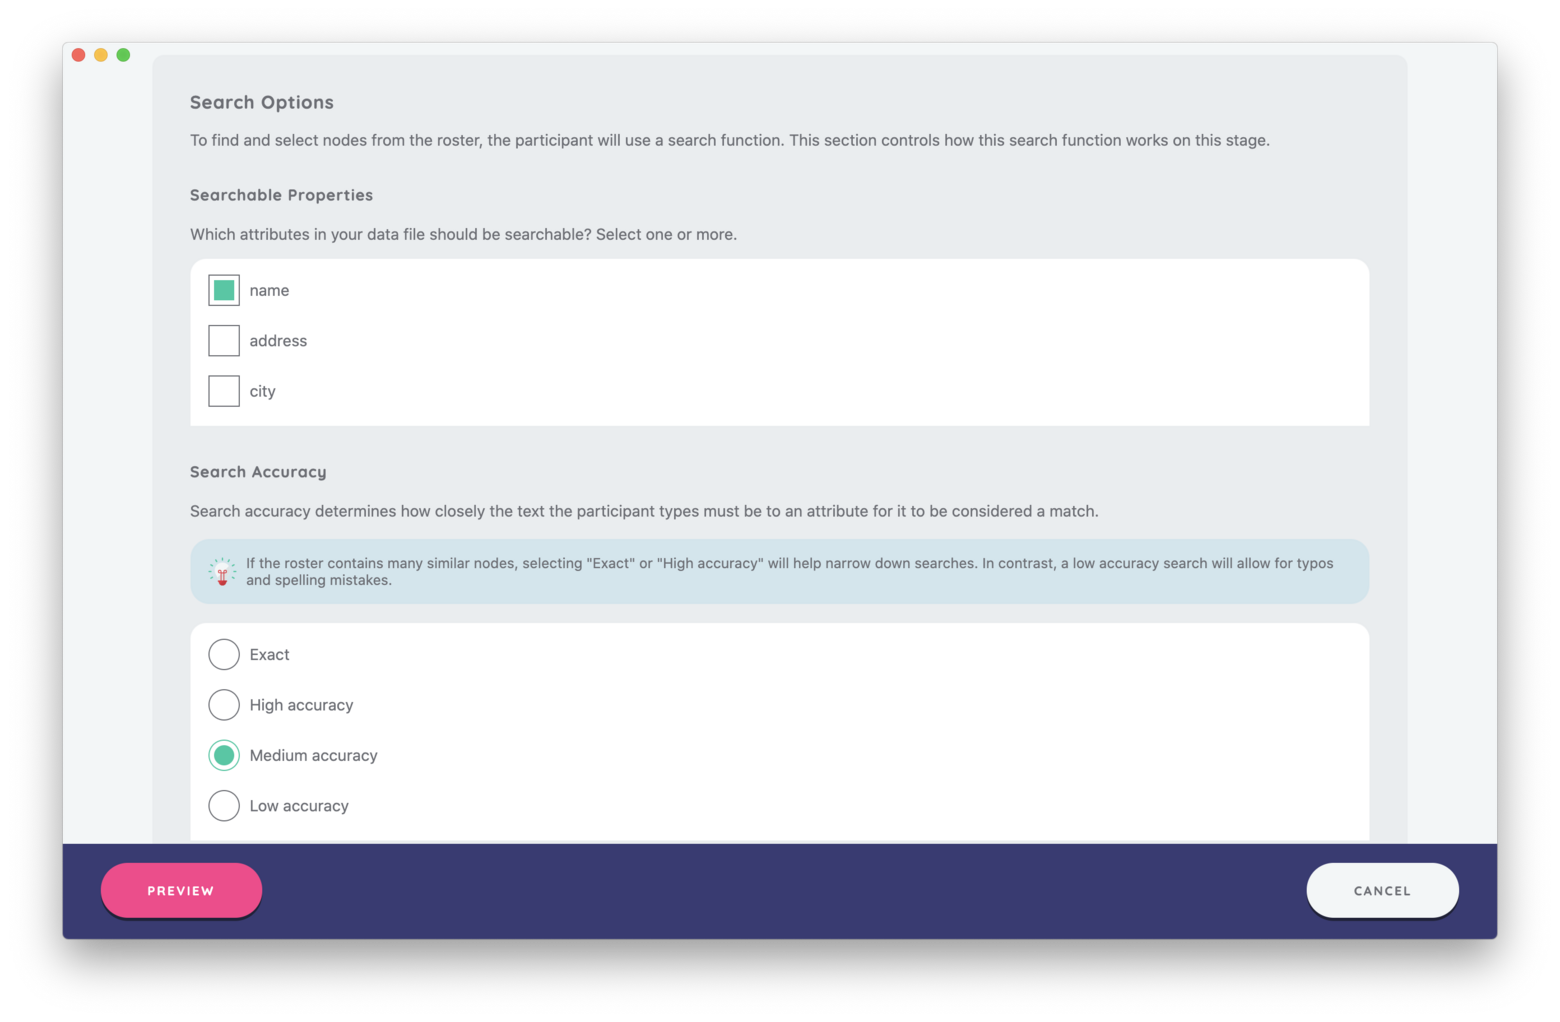 Search Options
To find and select nodes from the roster, the participant will use a search function. This section controls how this search function works on this stage.
Searchable Properties
Which attributes in your data file should be searchable? Select one or more.
name
address
city
Search Accuracy
Search accuracy determines how closely the text the participant types must be to an attribute for it to be considered a match.
If the roster contains many similar nodes, selecting "Exact" or "High accuracy" will help narrow down searches. In contrast, a low accuracy search will allow for typos
and spelling mistakes.
Exact
High accuracy
Medium accuracy
Low accuracy
PREVIEW
CANCEL